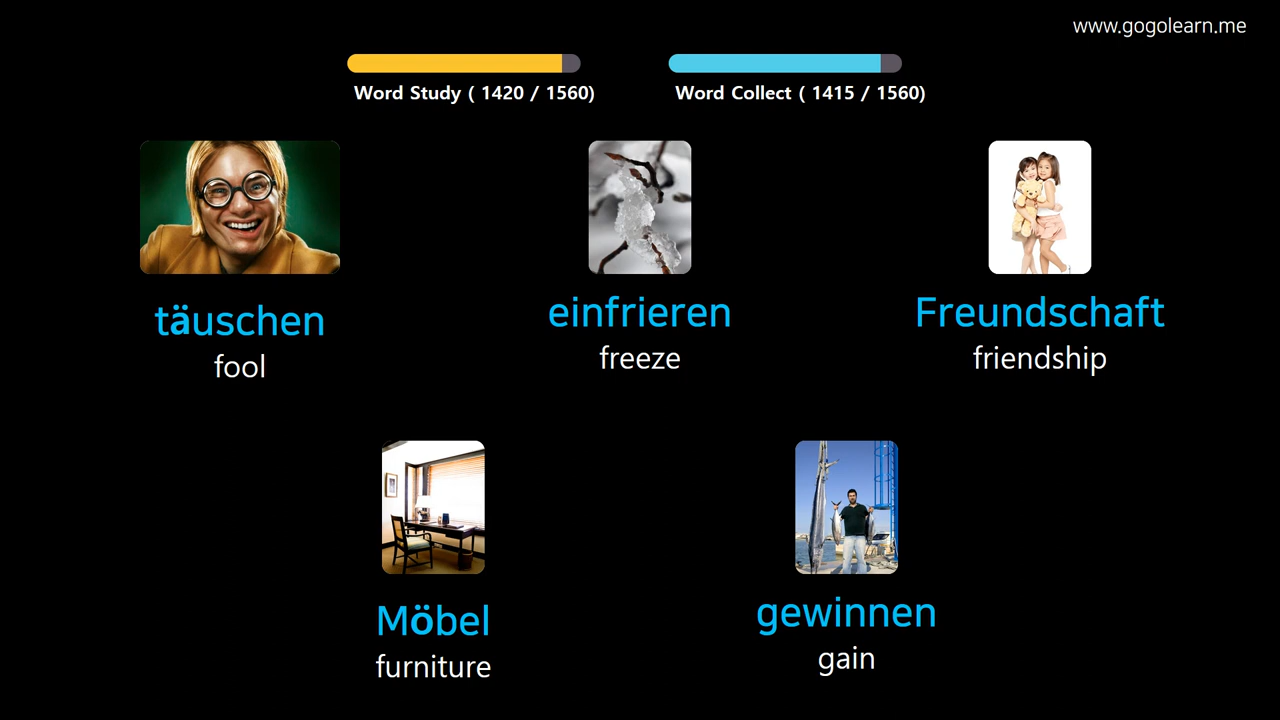 www.gogolearn.me
Word Study ( 1420 / 1560)
Word Collect ( 1415 / 1560)
täuschen
fool
einfrieren
freeze
Freundschaft
friendship
Möbel
furniture
gewinnen
gain